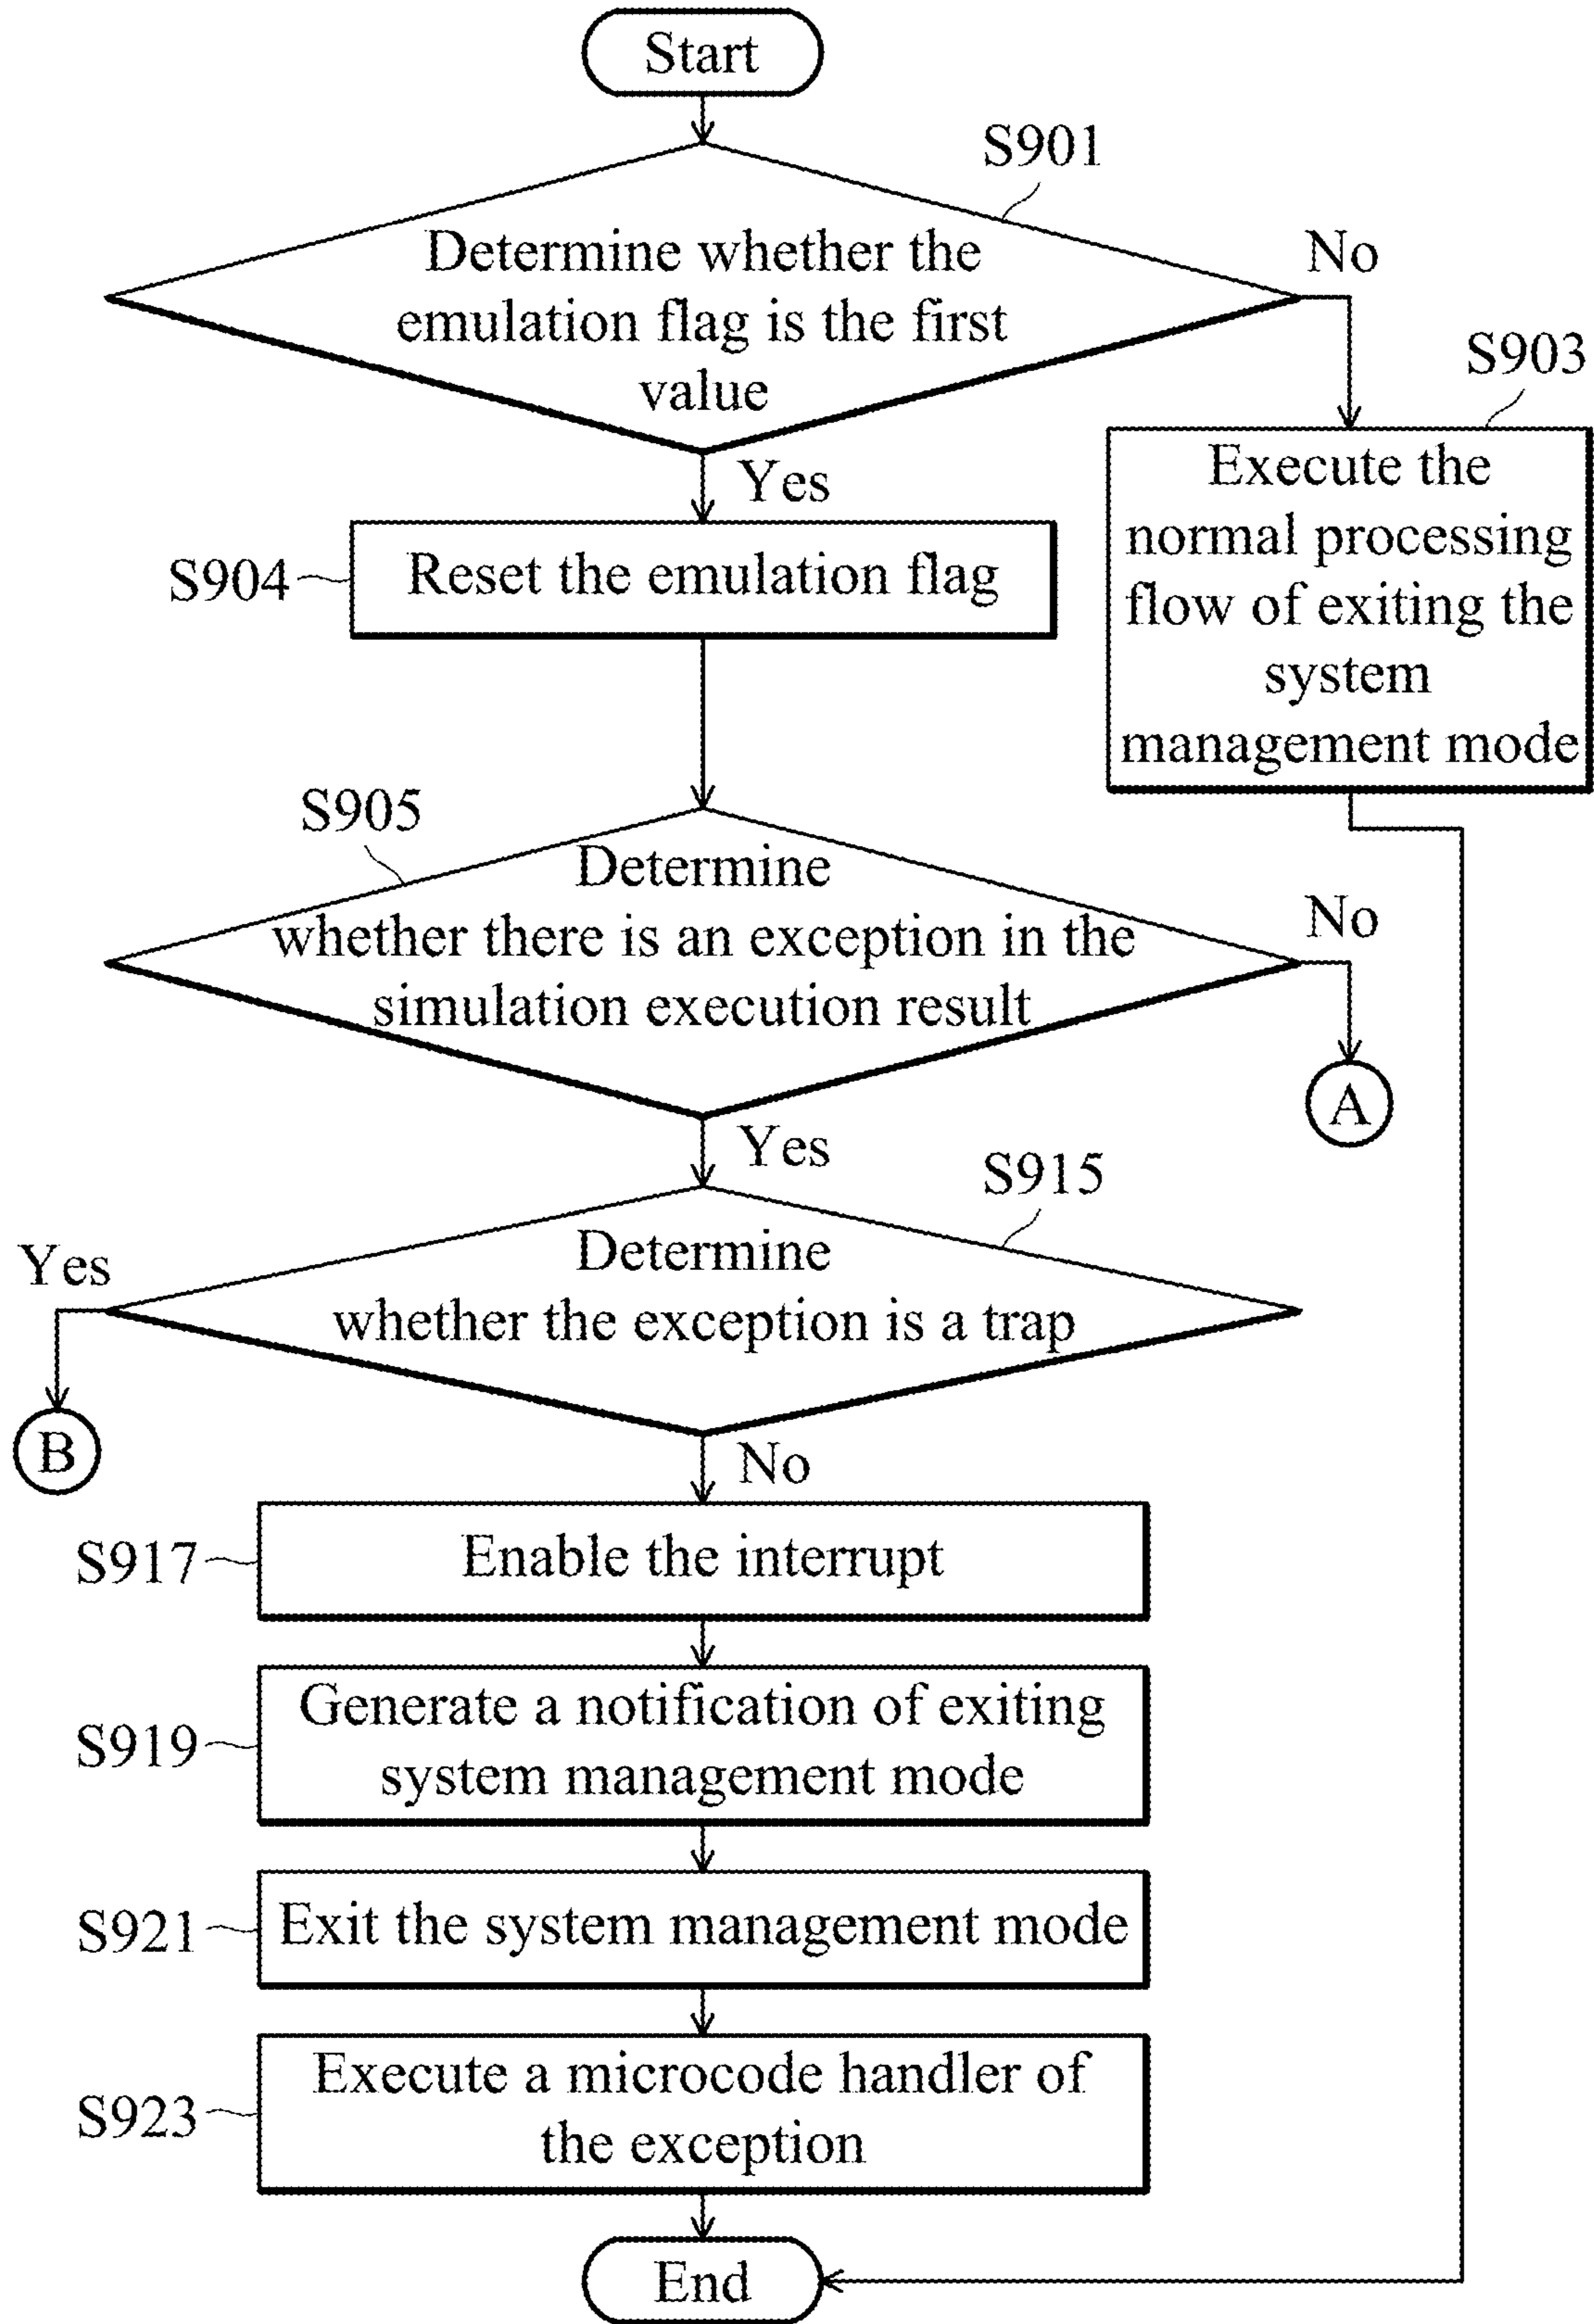 Start
S901
Determine whether the
emulation flag is the first
value
No
S903
Execute the
normal processing
flow of exiting the
system
management mode
Yes
S904
Reset the emulation flag
S905
Determine
whether there is an exception in the
simulation execution result
No
A
Yes
S915
Determine
whether the exception is a trap
Yes
B
No
S917
Enable the interrupt
S919
Generate a notification of exiting
system management mode
S921
Exit the system management mode
S923
Execute a microcode handler of
the exception
End